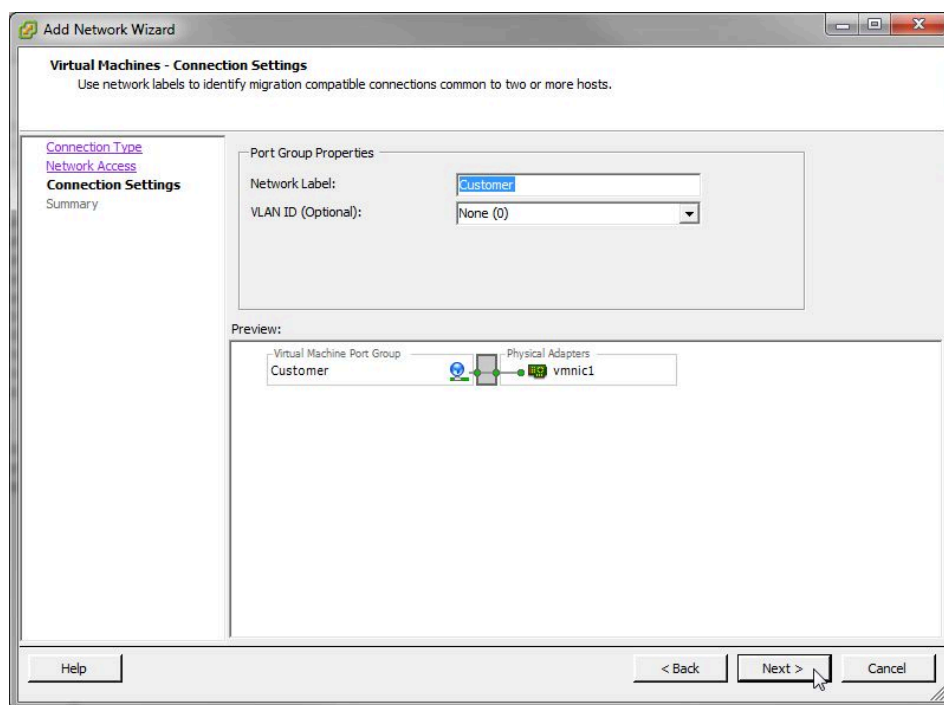 Add Network Wizard
Virtual Machines - Connection Settings
Use network labels to identify migration compatible connections common to two or more hosts.
Connection Type
Network Access
Connection Settings
Summary
Port Group Properties
Network Label:
Customer
VLAN ID (Optional):
None (0)
Preview:
Virtual Machine Port Group
Customer
Physical Adapters
vmnic1
Help
< Back
Next >
Cancel